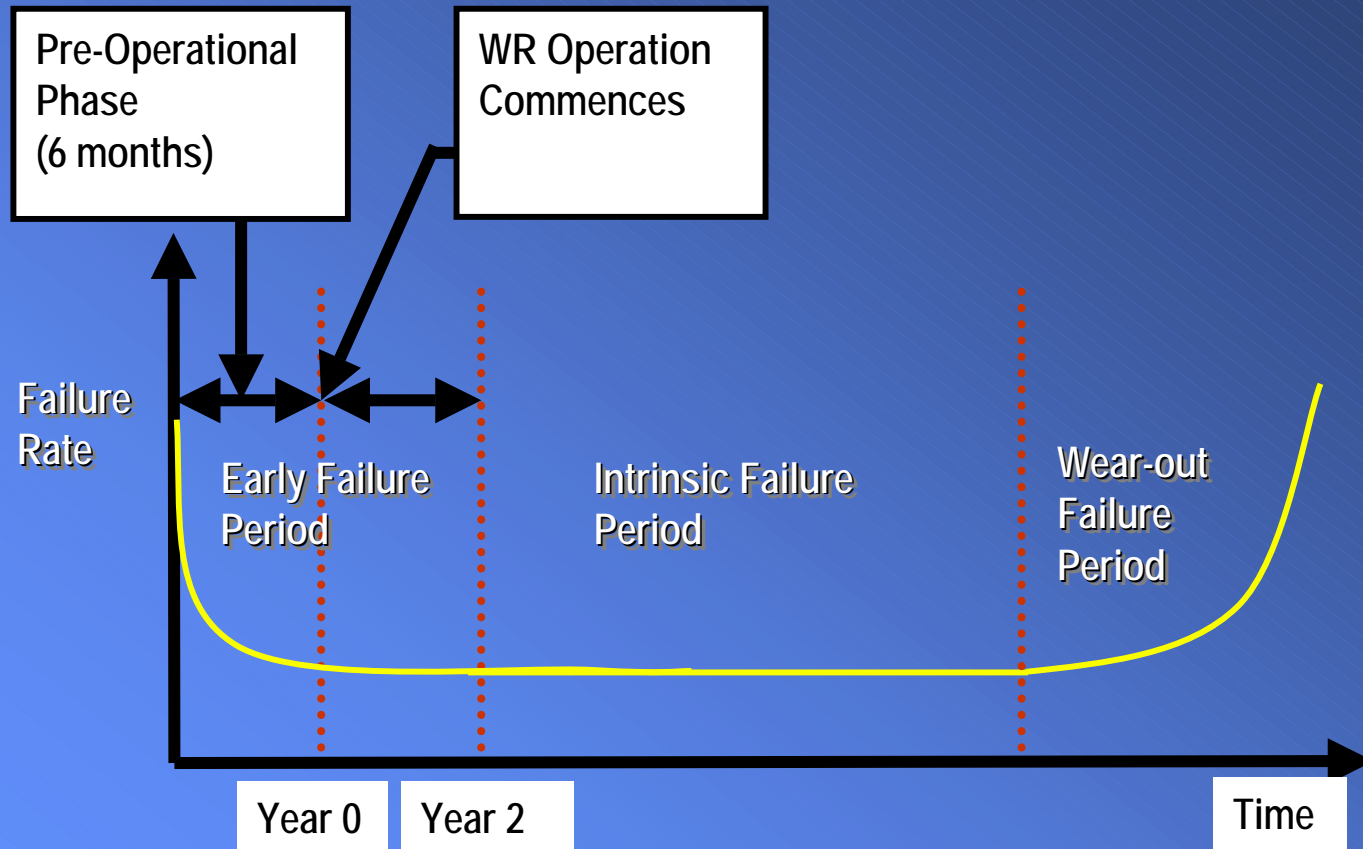 Pre-Operational
Phase
(6 months)
WR Operation
Commences
Failure
Rate
Early Failure
Period
Intrinsic Failure
Period
Wear-out
Failure
Period
Year 0
Year 2
Time